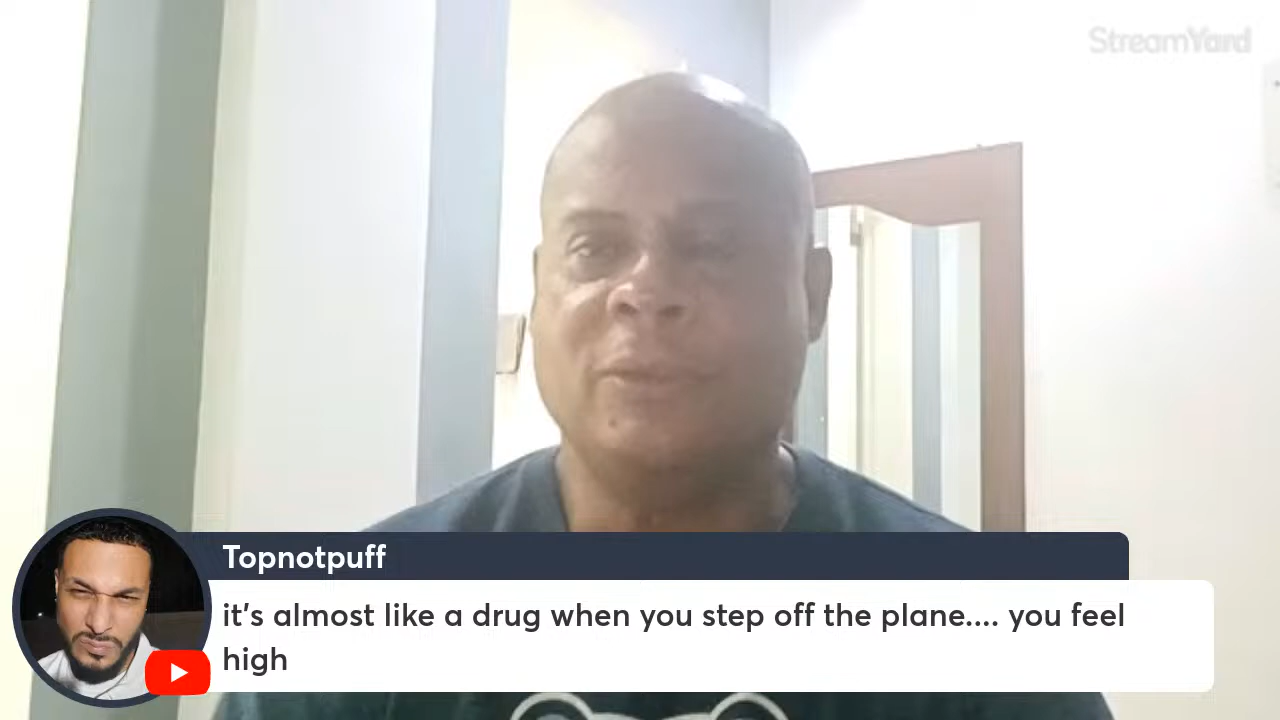 StreamYard
Topnotpuff
it's almost like a drug when you step off the plane.... you feel
high